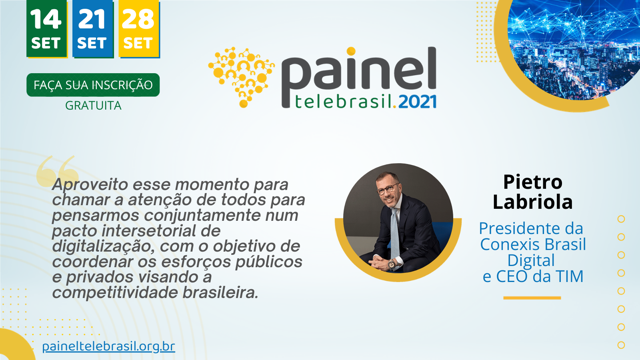 14 SET
21 SET
28 SET
FAÇA SUA INSCRIÇÃO
GRATUITA
painel
telebrasil.2021
Aproveito esse momento para
chamar a atenção de todos para
pensarmos conjuntamente num
pacto intersetorial de
digitalização, com o objetivo de
coordenar os esforços públicos
e privados visando a
competitividade brasileira.
Pietro
Labriola
Presidente da
Conexis Brasil
Digital
e CEO da TIM
paineltelebrasil.org.br